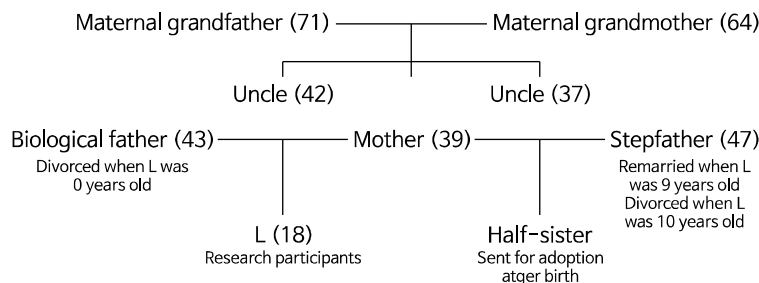 Maternal grandfather (71)
Maternal grandmother (64)
Uncle (42)
Uncle (37)
Biological father (43)
Divorced when L was
0 years old
Mother (39)
Stepfather (47)
Remarried when L
was 9 years old
Divorced when L
was 10 years old
L (18)
Research participants
Half-sister
Sent for adoption
atger birth